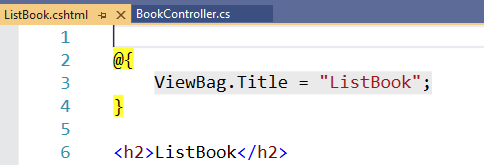 ListBook.cshtml BookController.cs
1
2 @{
3 ViewBag.Title = "ListBook";
4 }
5
6 <h2>ListBook</h2>